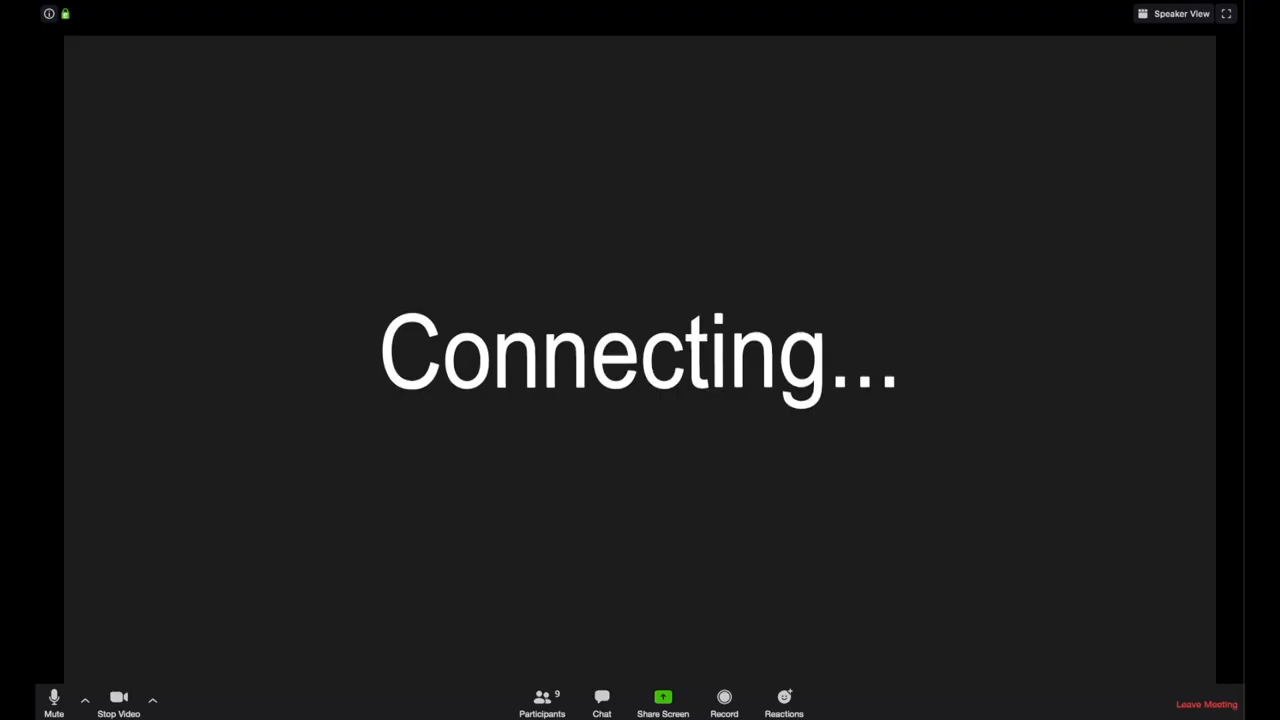 Speaker View
Connecting...
9
Mute
Stop Video
Participants
Chat
Share Screen
Record
Reactions
Leave Meeting